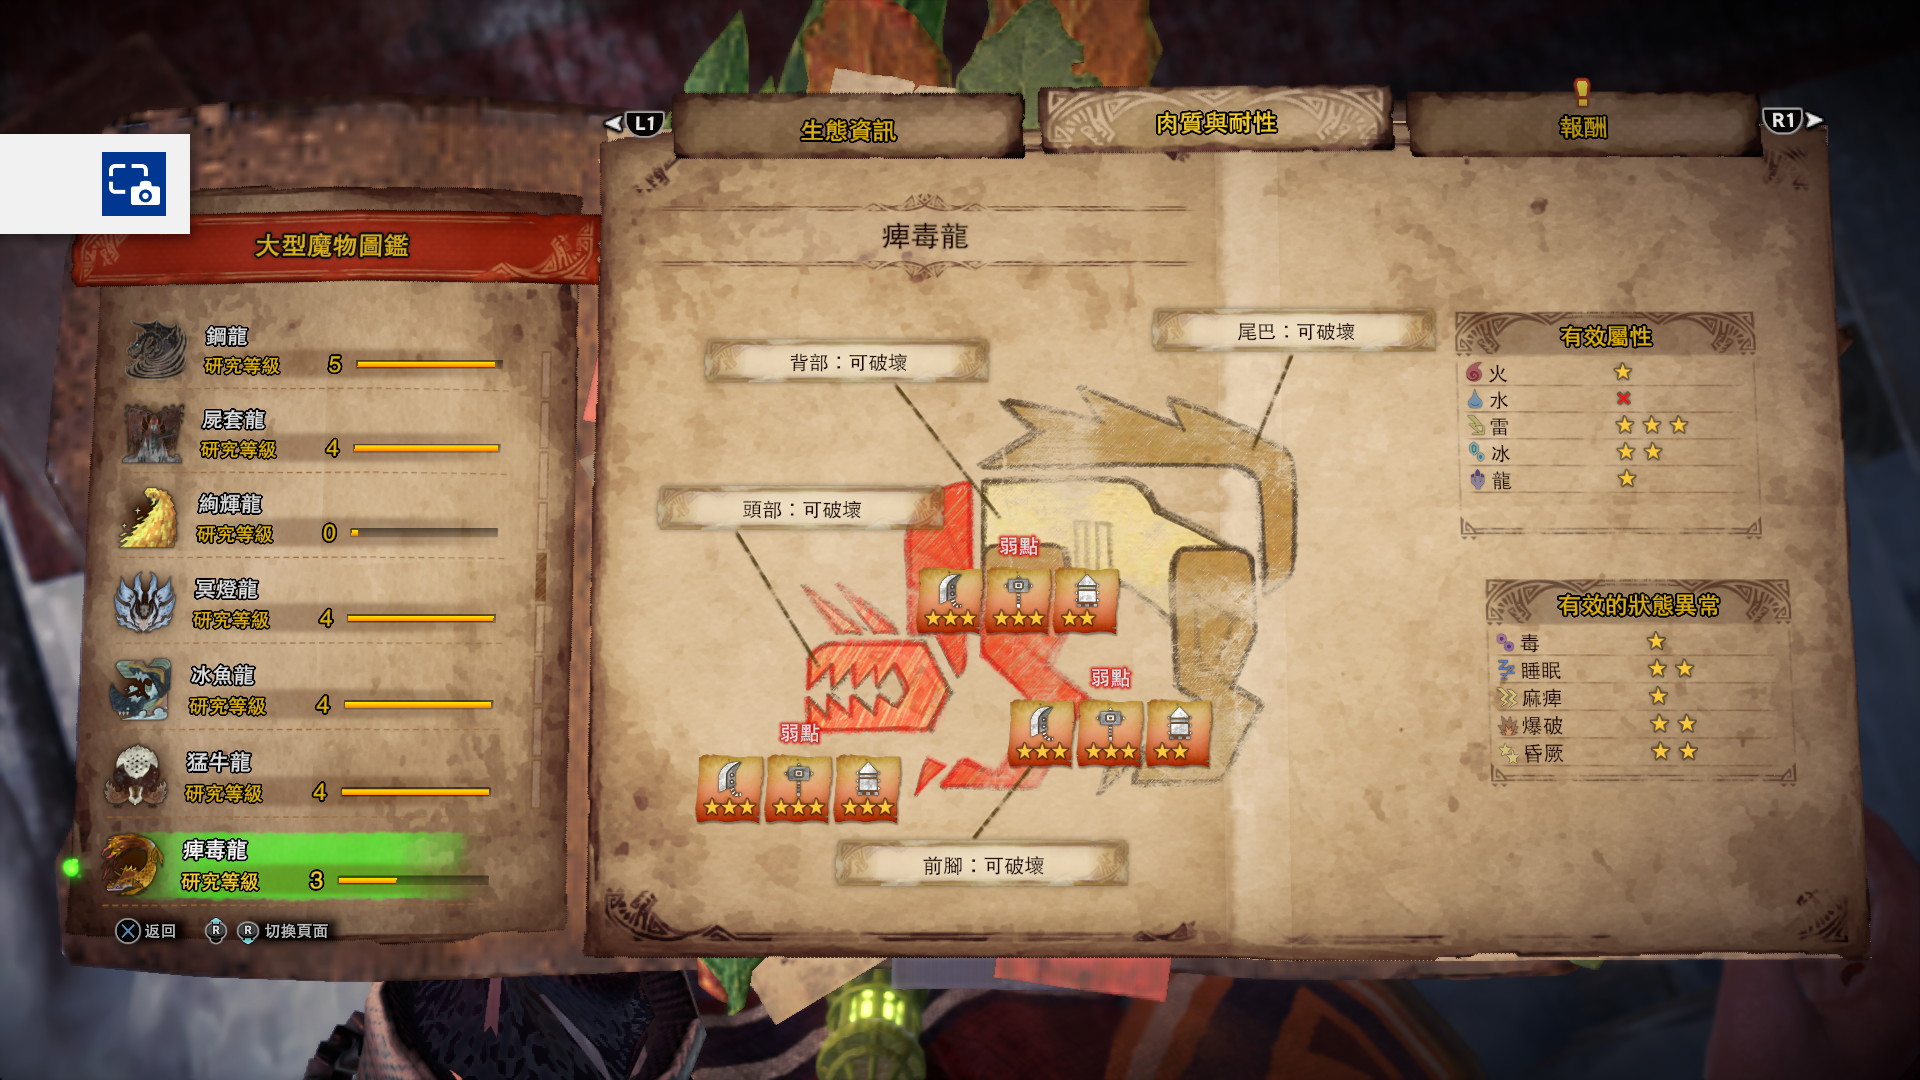 L1
生態資訊
肉質與耐性
報酬
R1
大型魔物圖鑑
鋼龍
研究等級 5
屍套龍
研究等級 4
絢輝龍
研究等級 0
冥燈龍
研究等級 4
冰魚龍
研究等級 4
猛牛龍
研究等級 4
痺毒龍
研究等級 3
返回
R R 切換頁面
痺毒龍
背部：可破壞
尾巴：可破壞
頭部：可破壞
弱點
弱點
弱點
前腳：可破壞
有效屬性
火
水
雷
冰
龍
有效的狀態異常
毒
睡眠
麻痺
爆破
昏厥